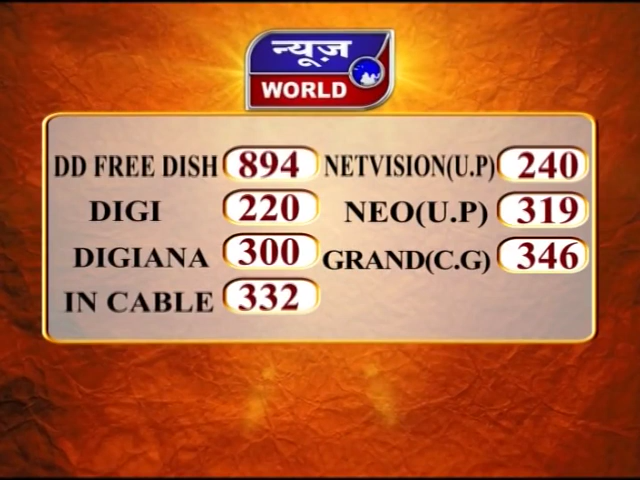 न्यूज़
WORLD
DD FREE DISH 894 NETVISION(U.P) 240
DIGI 220 NEO(U.P) 319
DIGIANA 300 GRAND(C.G) 346
IN CABLE 332